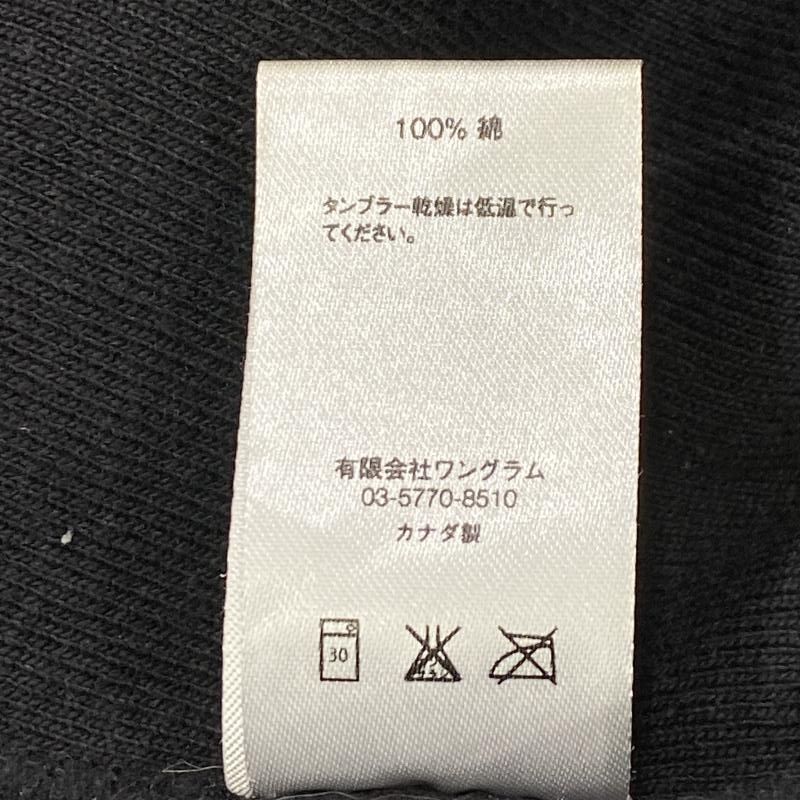 100% 綿
タンブラー乾燥は低温で行っ
てください。
有限会社ワングラム
03-5770-8510
カナダ製
30